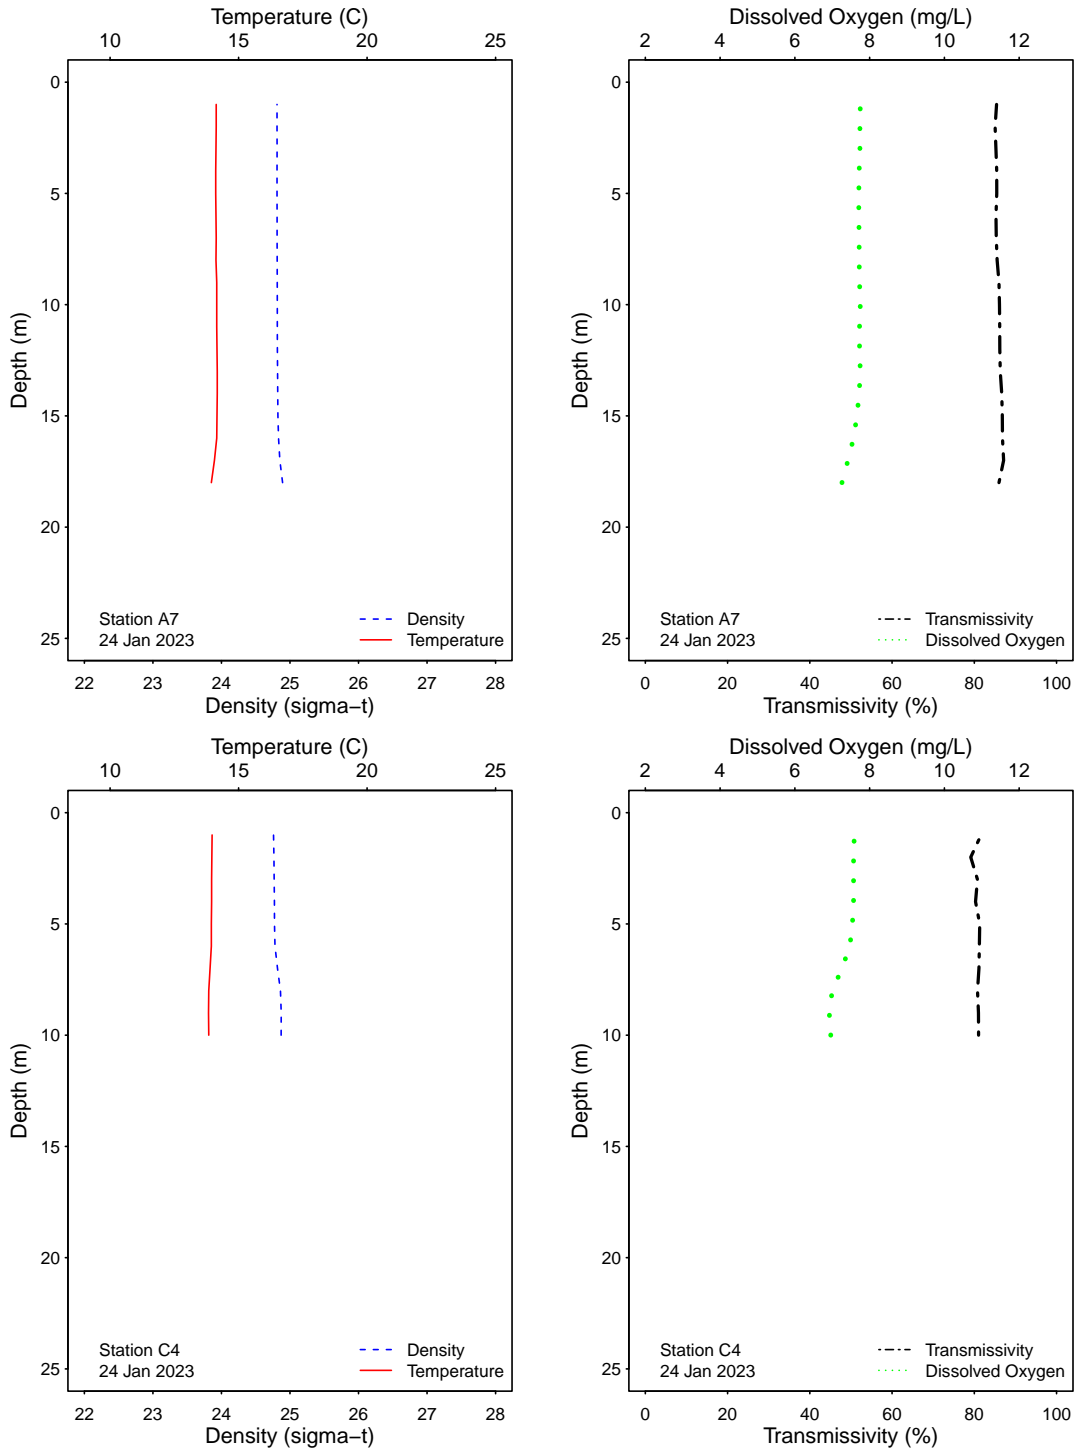 Temperature (C)
10 15 20 25
0
5
10
15
20
25
Depth (m)
Station A7
24 Jan 2023
Density
Temperature
22 23 24 25 26 27 28
Density (sigma−t)
Dissolved Oxygen (mg/L)
2 4 6 8 10 12
0
5
10
15
20
25
Depth (m)
Station A7
24 Jan 2023
Transmissivity
Dissolved Oxygen
0 20 40 60 80 100
Transmissivity (%)
Temperature (C)
10 15 20 25
0
5
10
15
20
25
Depth (m)
Station C4
24 Jan 2023
Density
Temperature
22 23 24 25 26 27 28
Density (sigma−t)
Dissolved Oxygen (mg/L)
2 4 6 8 10 12
0
5
10
15
20
25
Depth (m)
Station C4
24 Jan 2023
Transmissivity
Dissolved Oxygen
0 20 40 60 80 100
Transmissivity (%)